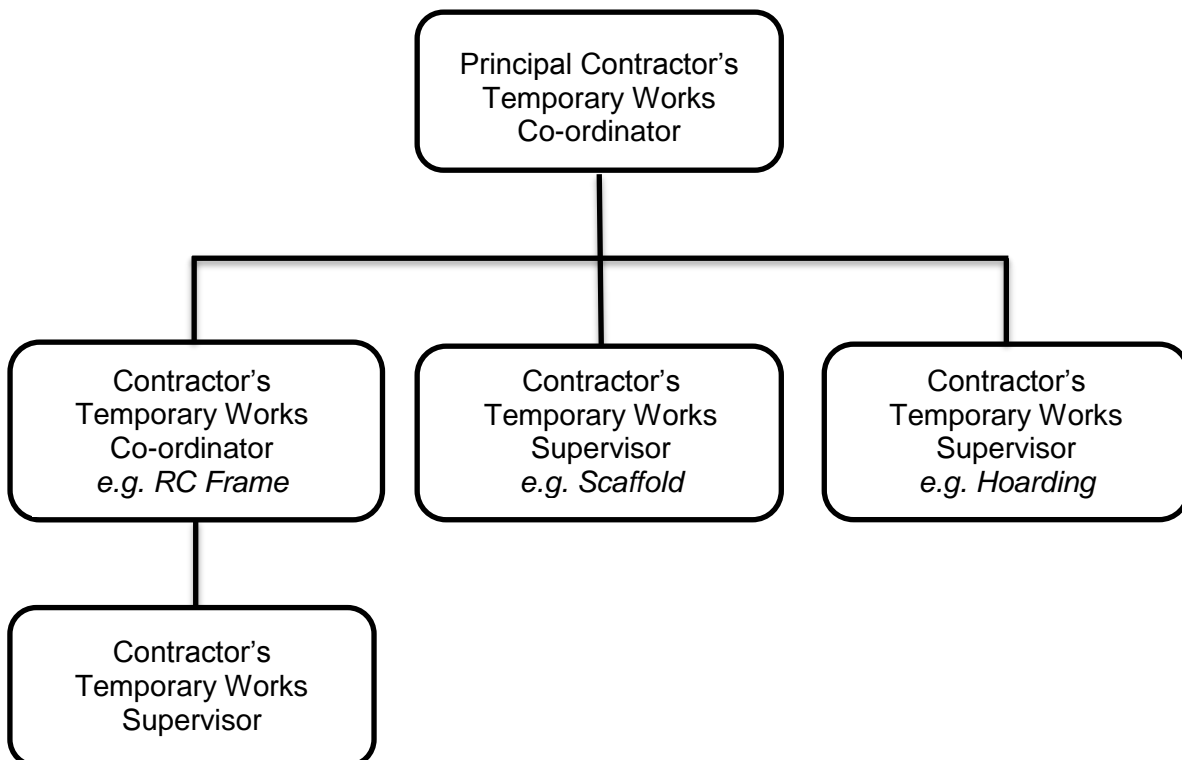 Principal Contractor’s
Temporary Works
Co-ordinator
Contractor’s
Temporary Works
Co-ordinator
e.g. RC Frame
Contractor’s
Temporary Works
Supervisor
e.g. Scaffold
Contractor’s
Temporary Works
Supervisor
e.g. Hoarding
Contractor’s
Temporary Works
Supervisor